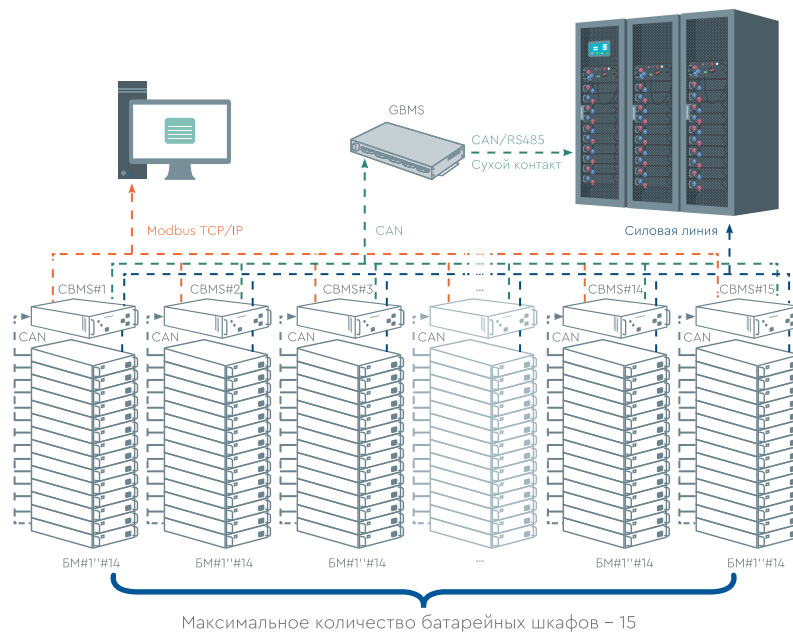 GBMS
CAN/RS485
Сухой контакт
Modbus TCP/IP
CAN
Силовая линия
...
CBMS#1
CBMS#2
CBMS#3
...
CBMS#14
CBMS#15
CAN
CAN
CAN
CAN
CAN
CAN
БМ#1''#14
БМ#1''#14
БМ#1''#14
...
БМ#1''#14
БМ#1''#14
Максимальное количество батарейных шкафов – 15